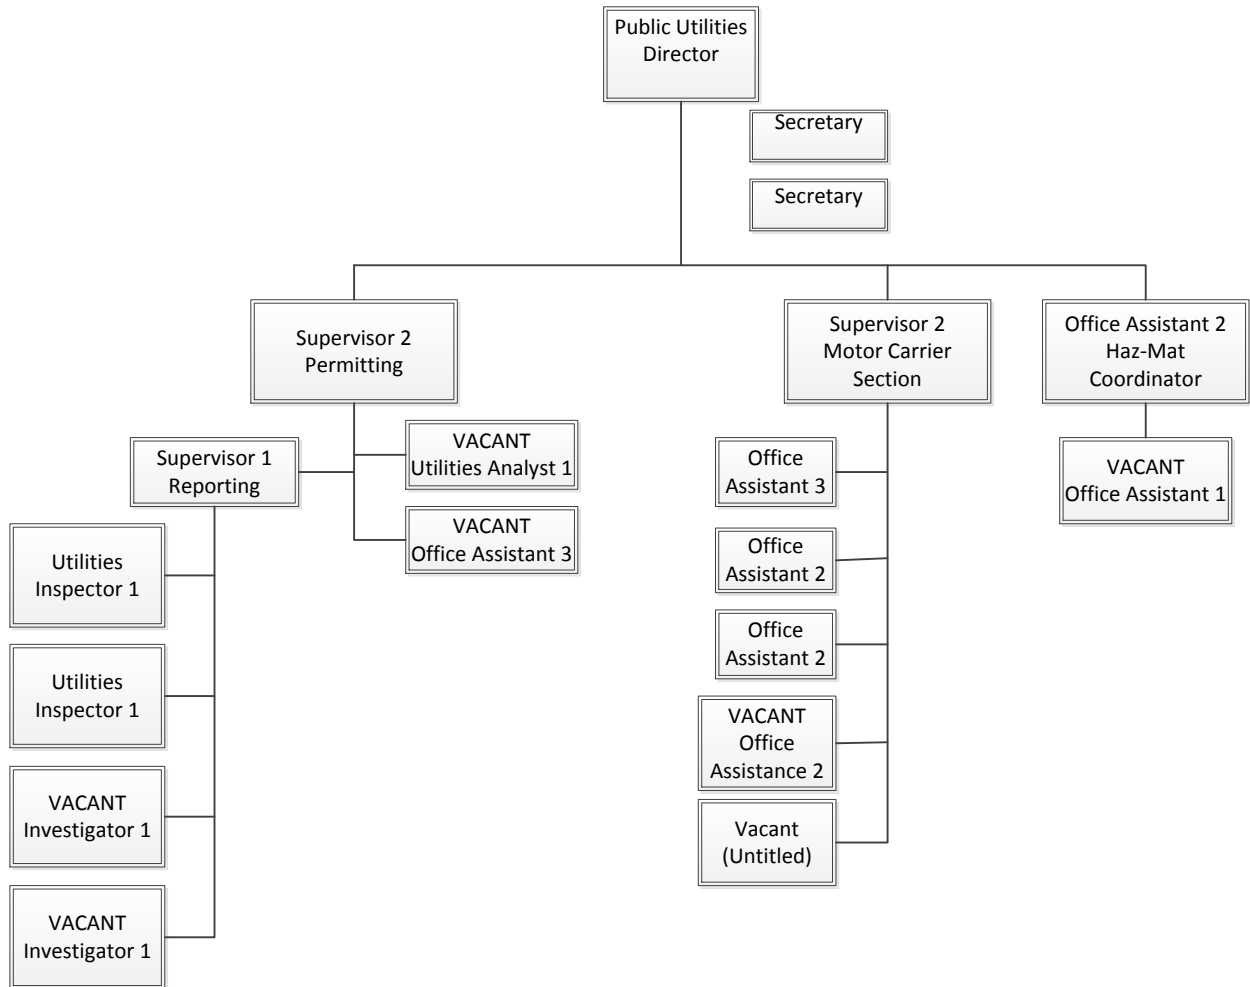 Public Utilities
Director
Secretary
Secretary
Supervisor 2
Permitting
Supervisor 2
Motor Carrier
Section
Office Assistant 2
Haz-Mat
Coordinator
Supervisor 1
Reporting
VACANT
Utilities Analyst 1
VACANT
Office Assistant 3
Utilities
Inspector 1
Utilities
Inspector 1
VACANT
Investigator 1
VACANT
Investigator 1
Office
Assistant 3
Office
Assistant 2
Office
Assistant 2
VACANT
Office
Assistance 2
Vacant
(Untitled)
VACANT
Office Assistant 1